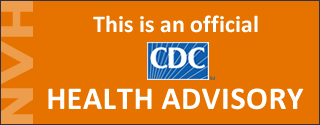 HAN
This is an official
CDC
HEALTH ADVISORY